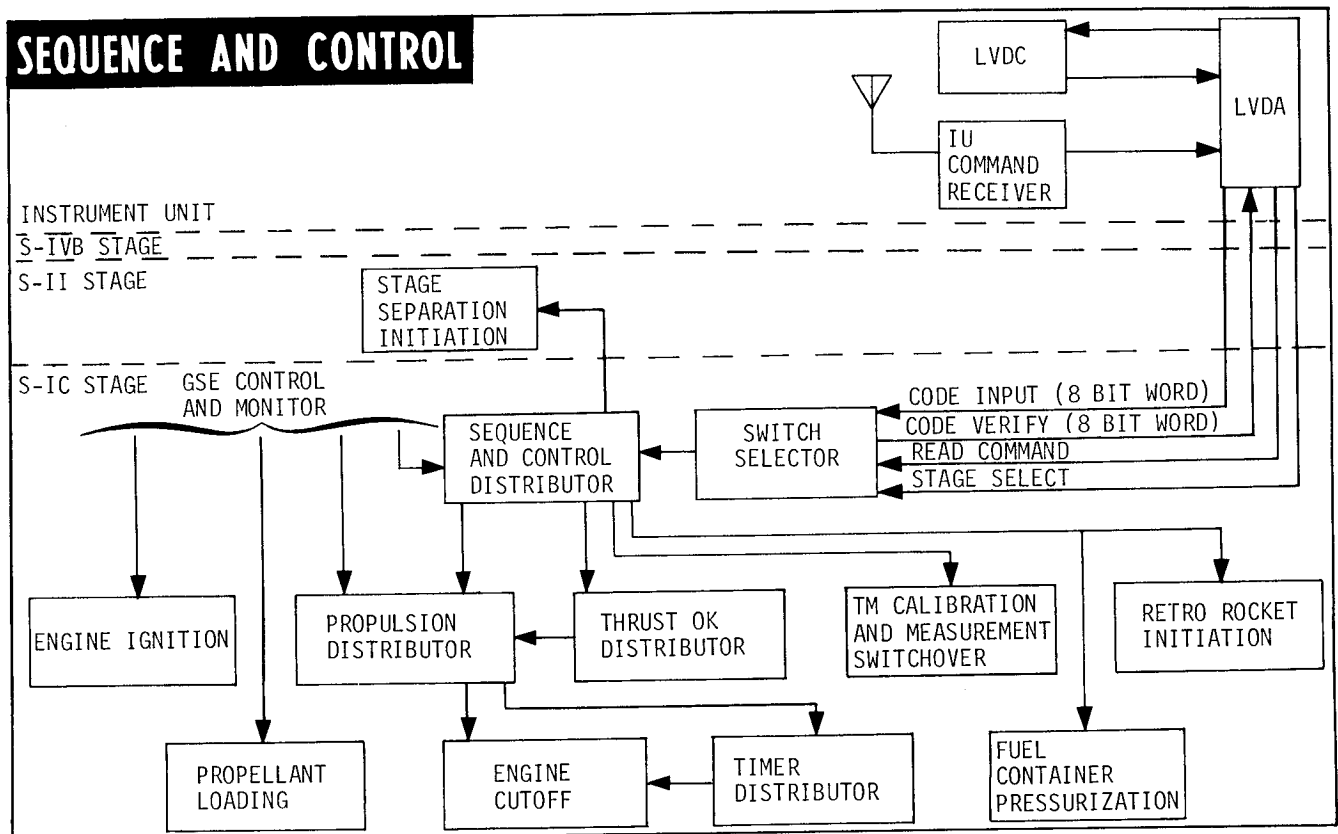 SEQUENCE AND CONTROL
LVDC
LVDA
IU
COMMAND
RECEIVER
INSTRUMENT UNIT
S-IVB STAGE
S-II STAGE
STAGE
SEPARATION
INITIATION
S-IC STAGE
GSE CONTROL
AND MONITOR
SEQUENCE
AND CONTROL
DISTRIBUTOR
SWITCH
SELECTOR
CODE INPUT (8 BIT WORD)
CODE VERIFY (8 BIT WORD)
READ COMMAND
STAGE SELECT
ENGINE IGNITION
PROPULSION
DISTRIBUTOR
THRUST OK
DISTRIBUTOR
TM CALIBRATION
AND MEASUREMENT
SWITCHOVER
RETRO ROCKET
INITIATION
PROPELLANT
LOADING
ENGINE
CUTOFF
TIMER
DISTRIBUTOR
FUEL
CONTAINER
PRESSURIZATION